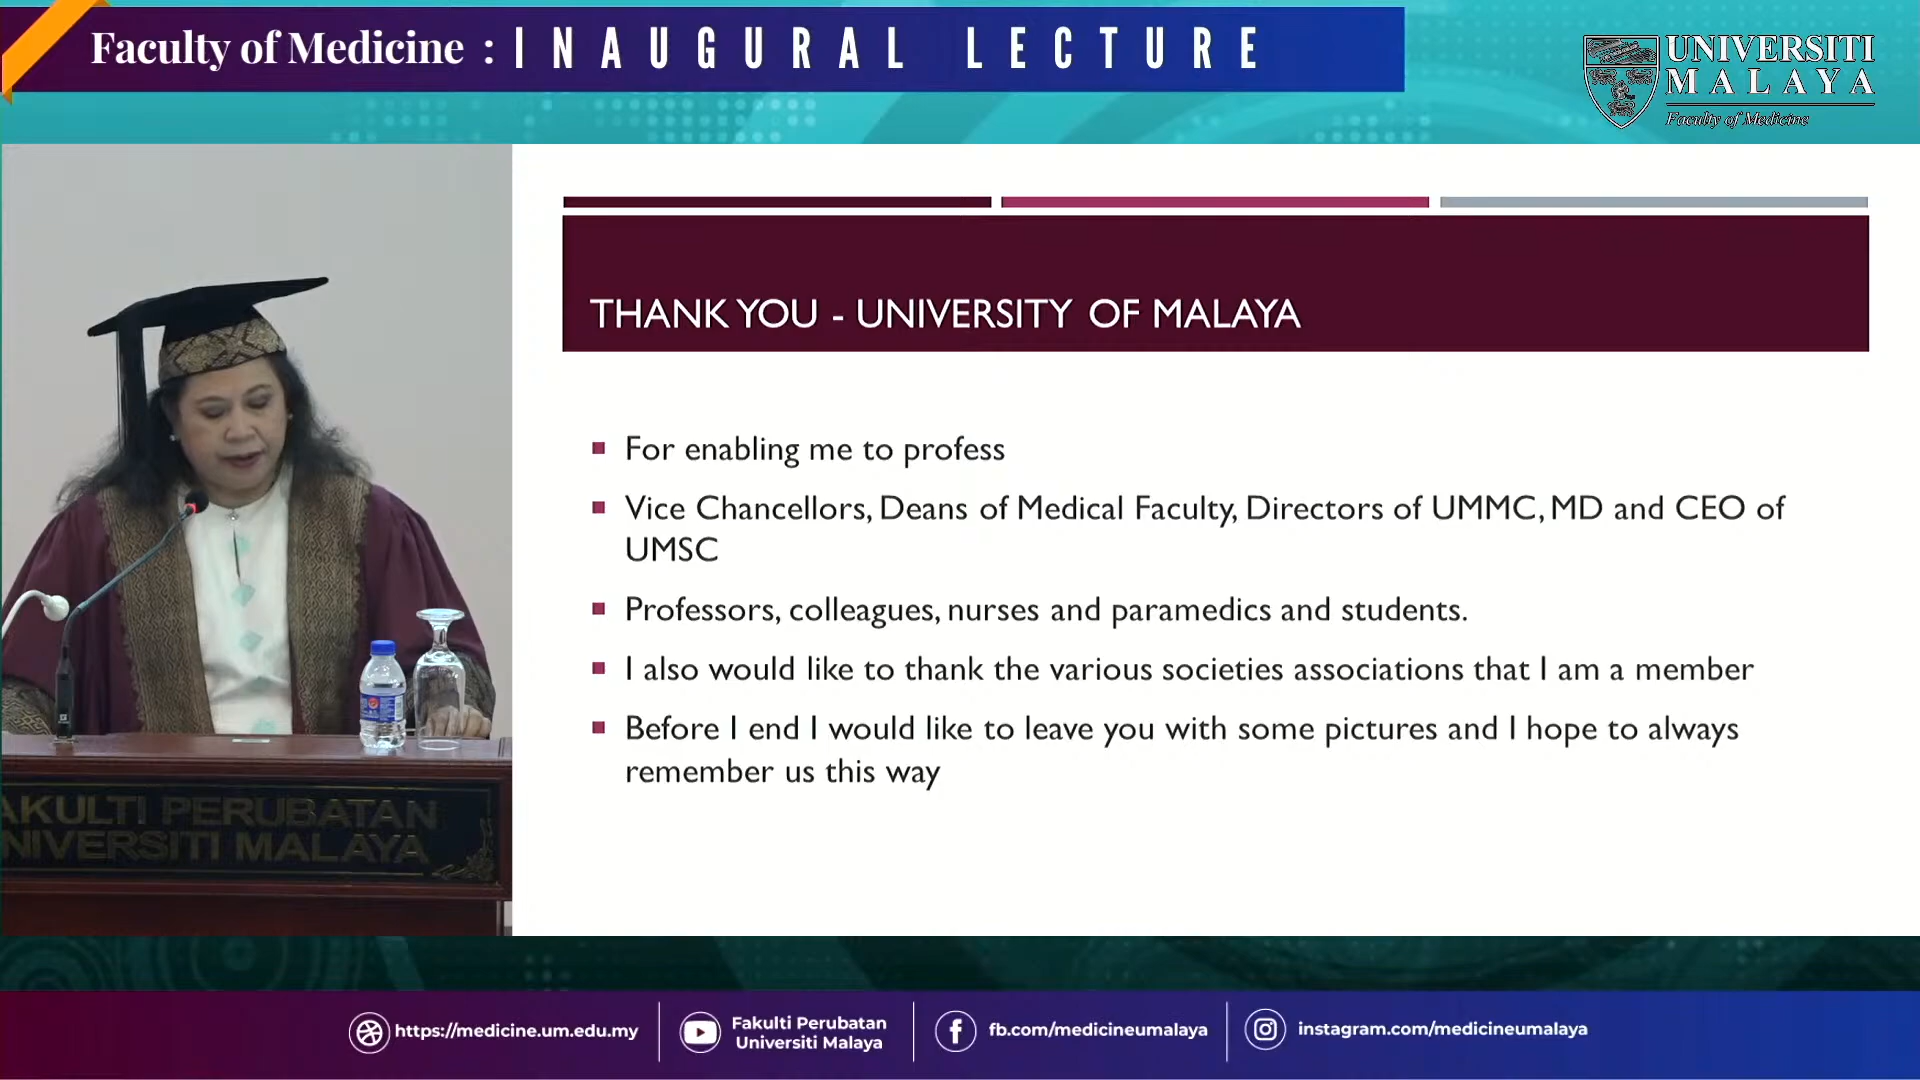 Faculty of Medicine : INAUGURAL LECTURE
UNIVERSITI
MALAYA
Faculty of Medicine
THANK YOU - UNIVERSITY OF MALAYA
For enabling me to profess
Vice Chancellors, Deans of Medical Faculty, Directors of UMMC, MD and CEO of
UMSC
Professors, colleagues, nurses and paramedics and students.
I also would like to thank the various societies associations that I am a member
Before I end I would like to leave you with some pictures and I hope to always
remember us this way
AKULTI PERUBATAN
NIVERSITI MALAYA
https://medicine.um.edu.my
Fakulti Perubatan
Universiti Malaya
fb.com/medicineumalaya
instagram.com/medicineumalaya